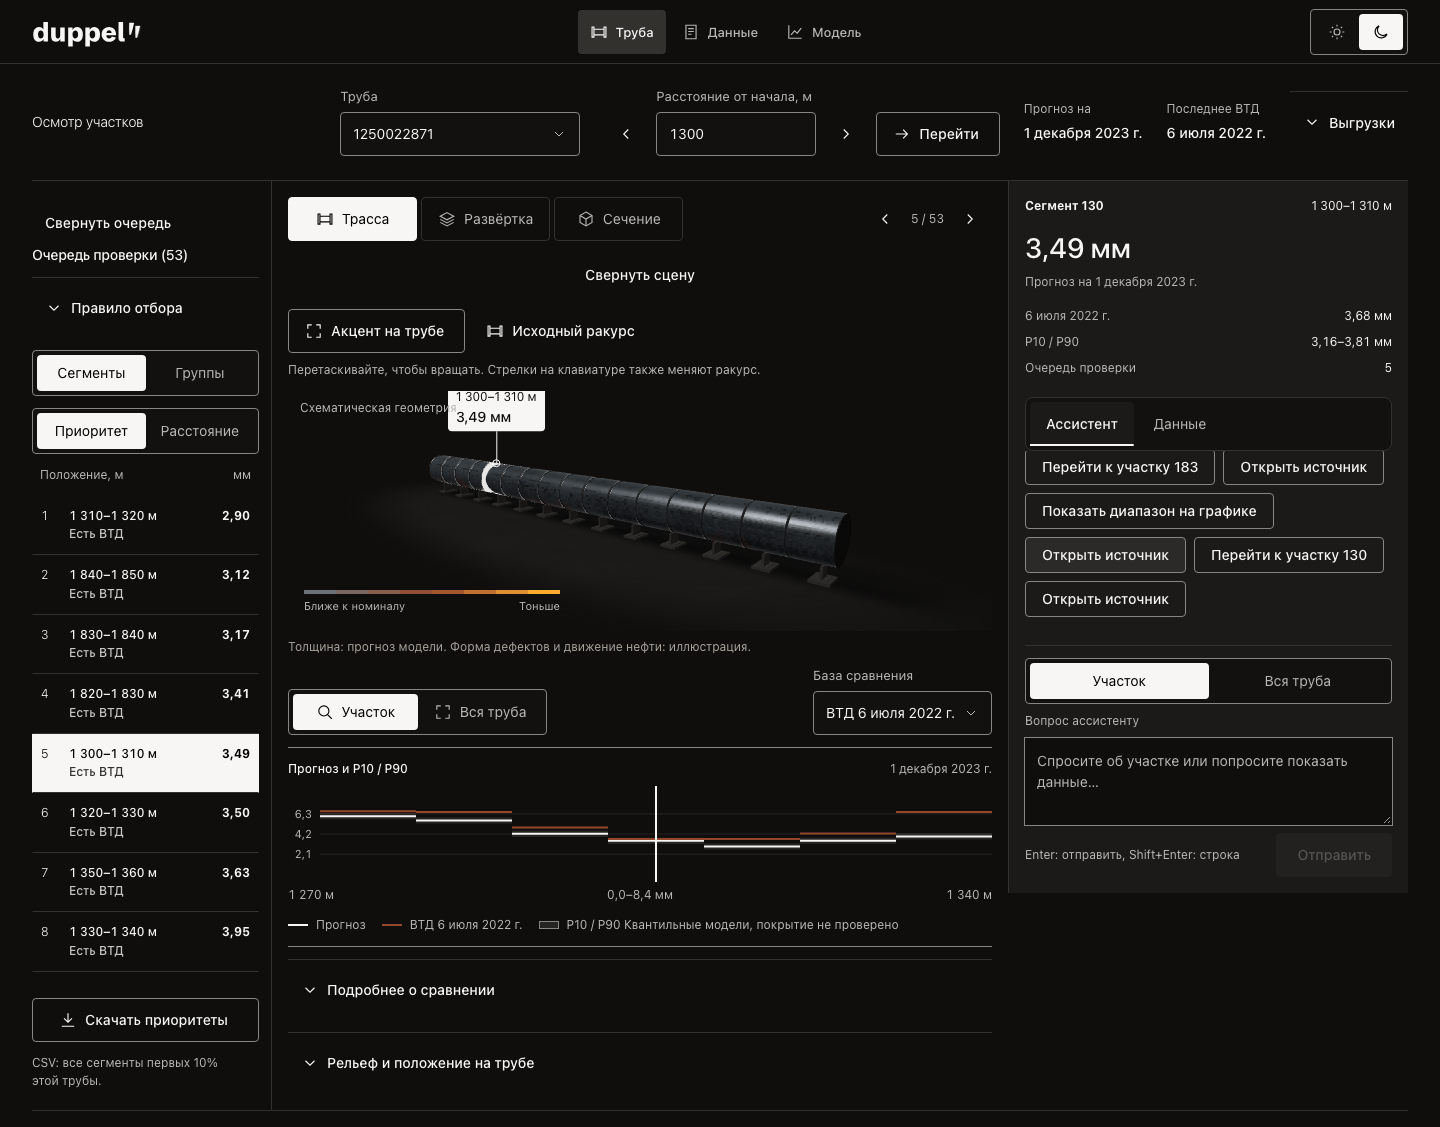 duppel
Труба
Данные
Модель
Осмотр участков
Труба
1250022871
Расстояние от начала, м
1300
Перейти
Прогноз на
1 декабря 2023 г.
Последнее ВТД
6 июля 2022 г.
Выгрузки
Свернуть очередь
Очередь проверки (53)
Правило отбора
Сегменты
Группы
Приоритет
Расстояние
Положение, м
мм
1 1 310–1 320 м 2,90
Есть ВТД
2 1 840–1 850 м 3,12
Есть ВТД
3 1 830–1 840 м 3,17
Есть ВТД
4 1 820–1 830 м 3,41
Есть ВТД
5 1 300–1 310 м 3,49
Есть ВТД
6 1 320–1 330 м 3,50
Есть ВТД
7 1 350–1 360 м 3,63
Есть ВТД
8 1 330–1 340 м 3,95
Есть ВТД
Скачать приоритеты
CSV: все сегменты первых 10%
этой трубы.
Трасса
Развёртка
Сечение
5 / 53
Свернуть сцену
Акцент на трубе
Исходный ракурс
Перетаскивайте, чтобы вращать. Стрелки на клавиатуре также меняют ракурс.
Схематическая геометрия
1 300–1 310 м
3,49 мм
Ближе к номиналу
Тоньше
Толщина: прогноз модели. Форма дефектов и движение нефти: иллюстрация.
База сравнения
Участок
Вся труба
ВТД 6 июля 2022 г.
Прогноз и P10 / P90
1 декабря 2023 г.
6,3
4,2
2,1
1 270 м
0,0–8,4 мм
1 340 м
Прогноз
ВТД 6 июля 2022 г.
P10 / P90 Квантильные модели, покрытие не проверено
Подробнее о сравнении
Рельеф и положение на трубе
Сегмент 130
1 300–1 310 м
3,49 мм
Прогноз на 1 декабря 2023 г.
6 июля 2022 г.
3,68 мм
P10 / P90
3,16–3,81 мм
Очередь проверки
5
Ассистент
Данные
Перейти к участку 183
Открыть источник
Показать диапазон на графике
Открыть источник
Перейти к участку 130
Открыть источник
Участок
Вся труба
Вопрос ассистенту
Спросите об участке или попросите показать
данные…
Enter: отправить, Shift+Enter: строка
Отправить